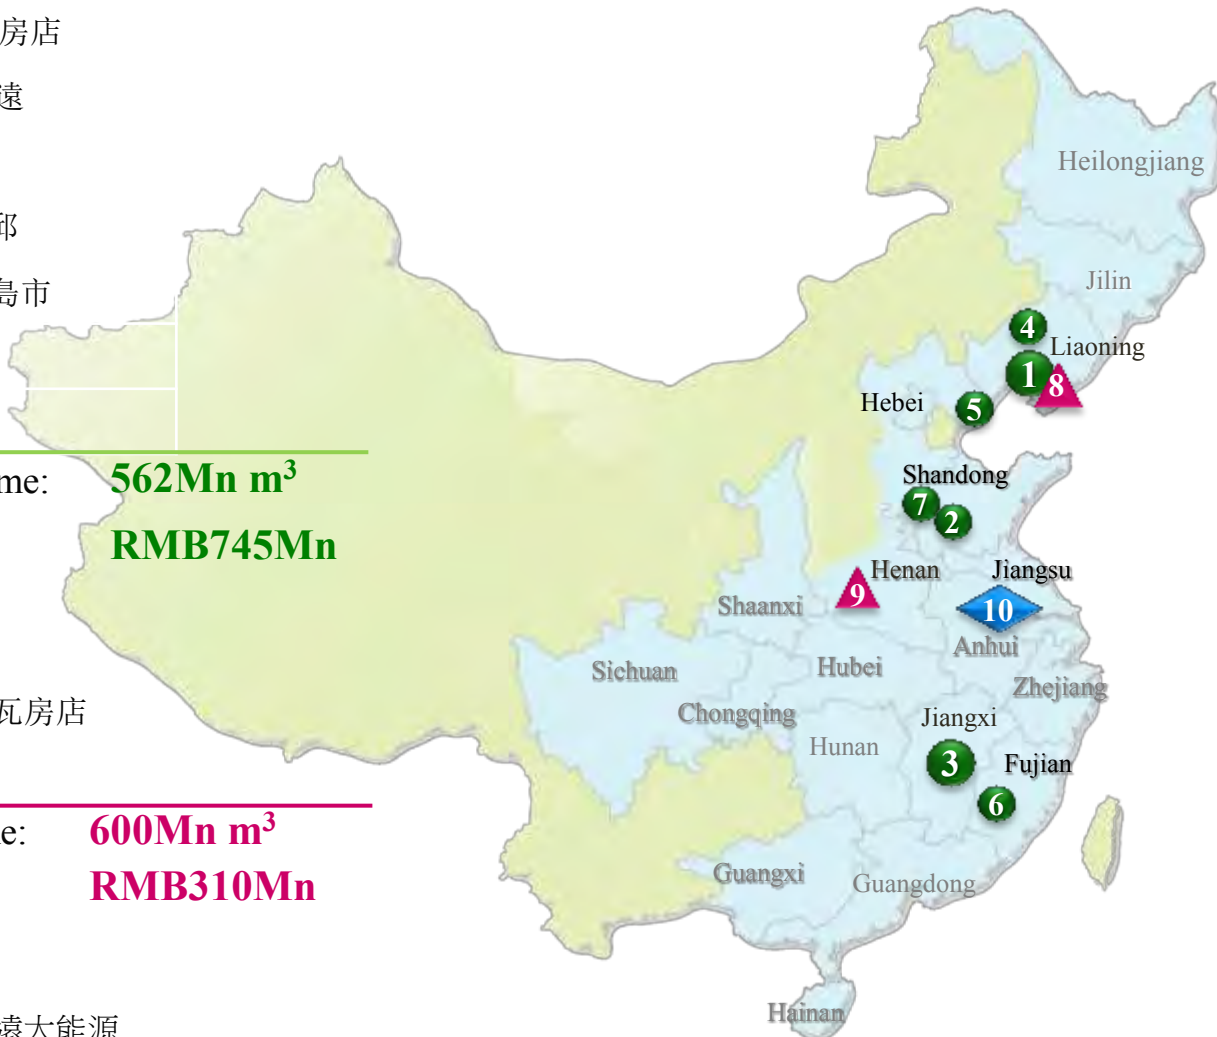 房店
遠
邱
島市
me: 562Mn m³
RMB745Mn
瓦房店
e: 600Mn m³
RMB310Mn
遠大能源
Heilongjiang
Jilin
4
Liaoning
1
8
Hebei
5
Shandong
7
2
Henan
Jiangsu
9
10
Shaanxi
Anhui
Sichuan
Hubei
Zhejiang
Chongqing
Jiangxi
Hunan
3
Fujian
6
Guangxi
Guangdong
Hainan